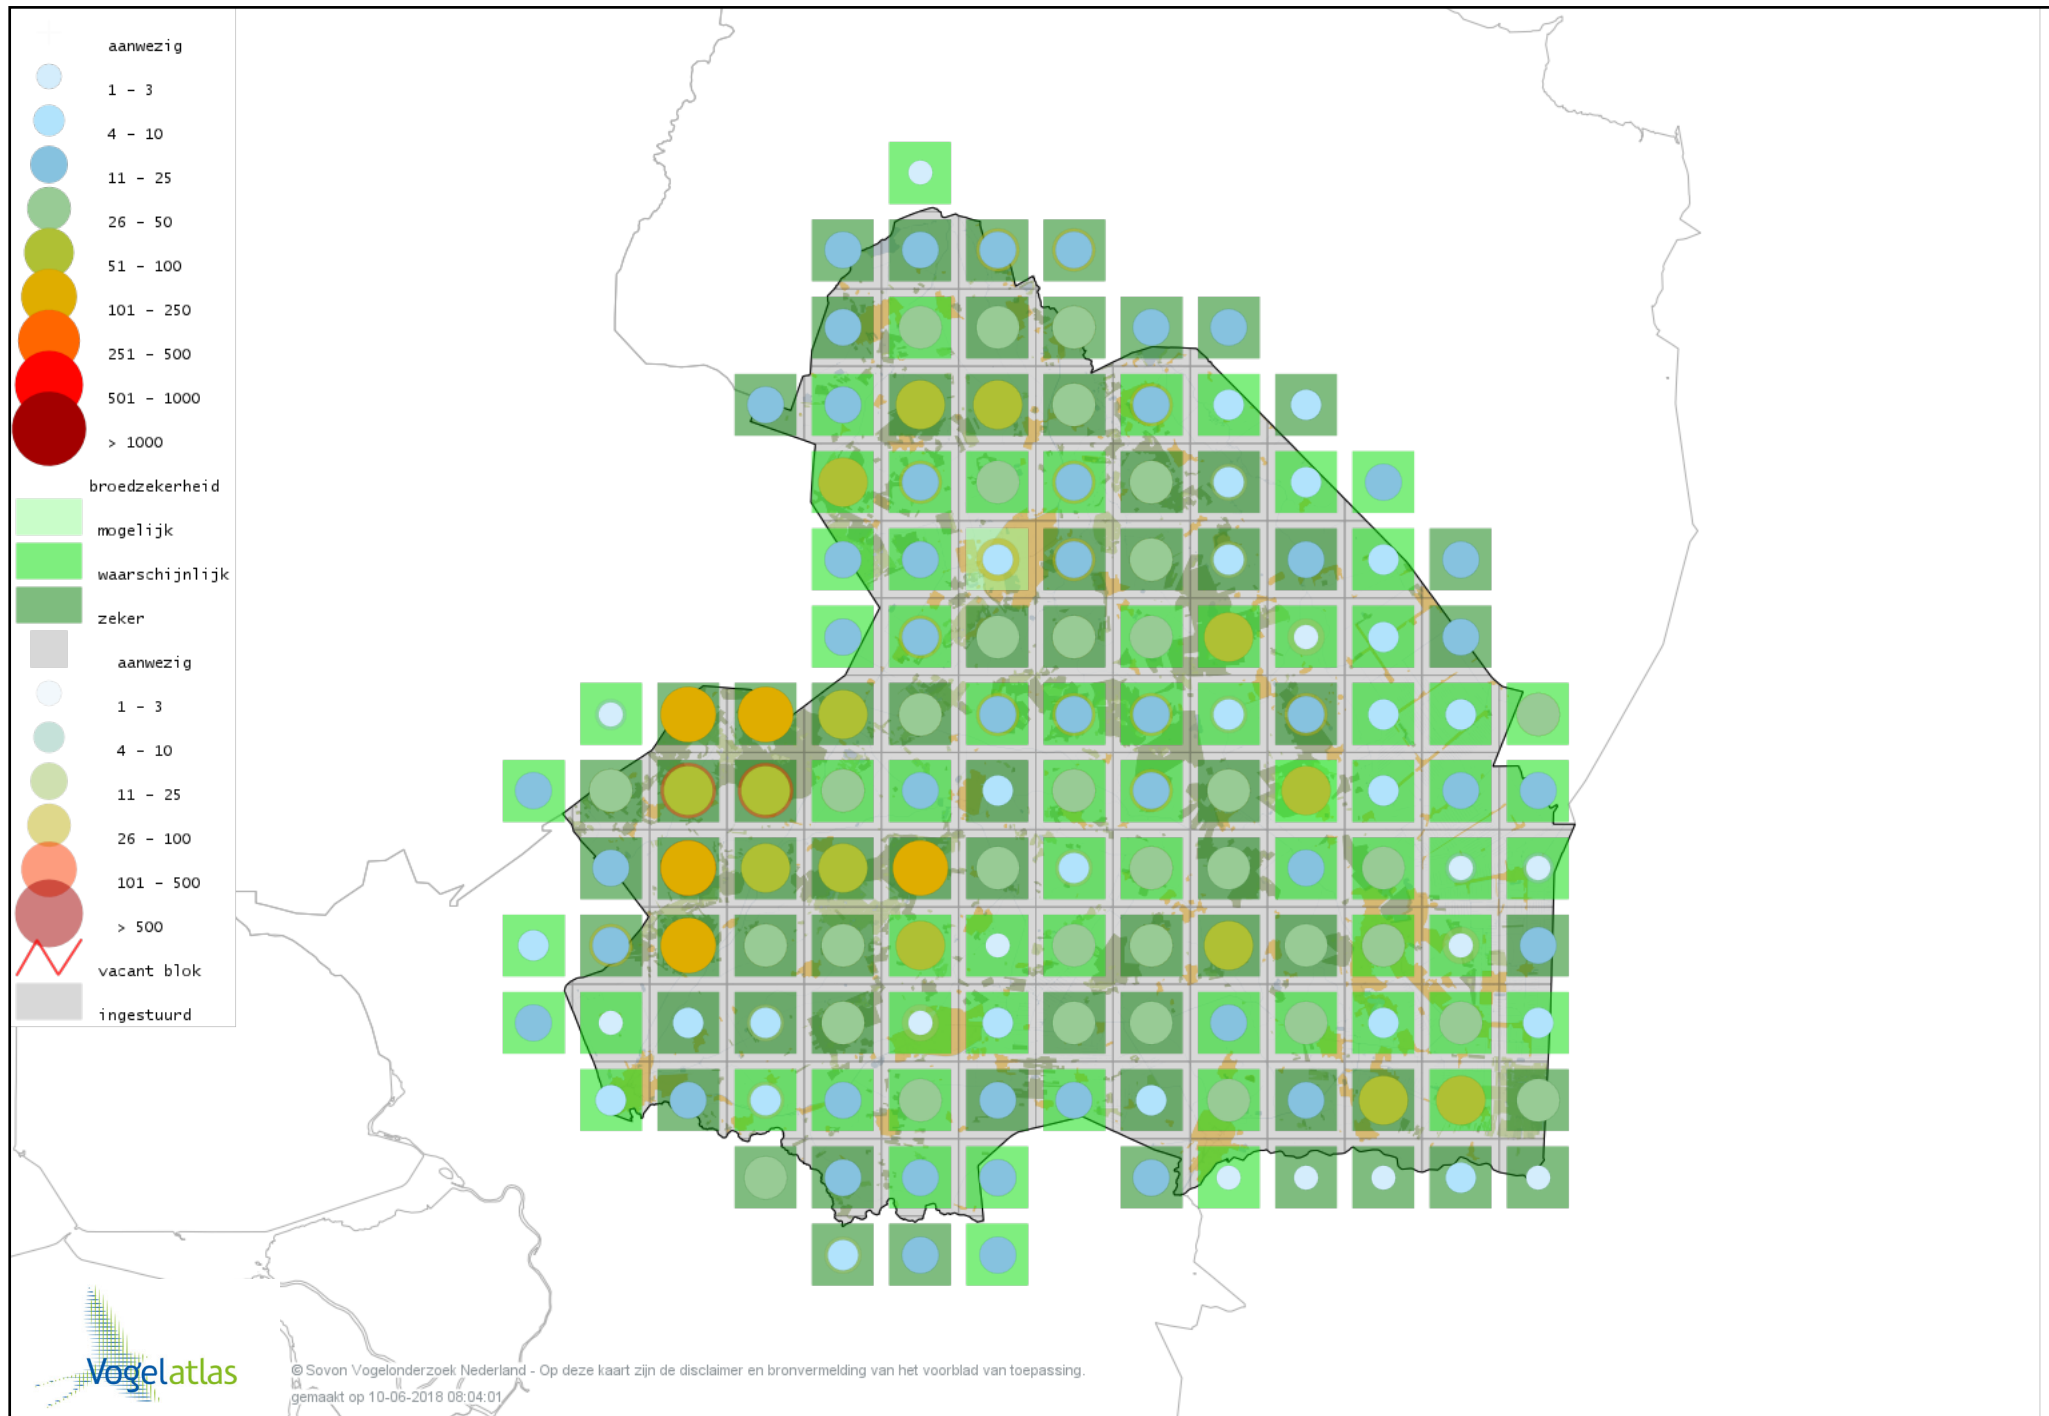 aanwezig
1 - 3
4 - 10
11 - 25
26 - 50
51 - 100
101 - 250
251 - 500
501 - 1000
> 1000
broedzekerheid
mogelijk
waarschijnlijk
zeker
aanwezig
1 - 3
4 - 10
11 - 25
26 - 100
101 - 500
> 500
vacant blok
ingestuurd
Vogelatlas
© Sovon Vogelonderzoek Nederland - Op deze kaart zijn de disclaimer en bronvermelding van het voorblad van toepassing.
gemaakt op 10-06-2018 08:04:01